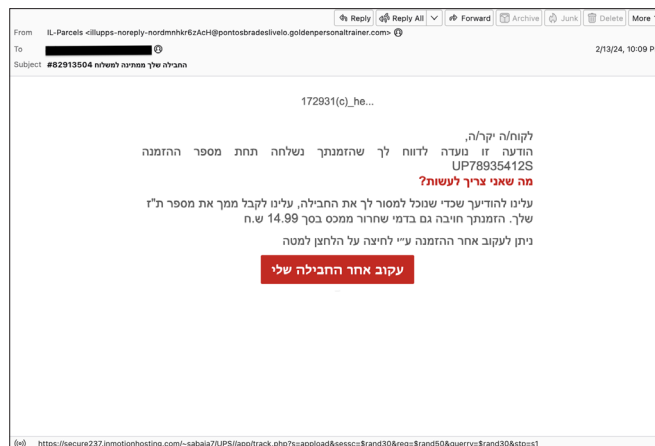 Reply Reply All Forward Archive Junk Delete More
From IL-Parcels <illupps-noreply-nordmnhkr6zAcH@pontosbradeslivelo.goldenpersonaltrainer.com>
To 2/13/24, 10:09 P
Subject החבילה שלך ממתינה למשלוח #82913504
172931(c)_he...
לקוח/ה יקר/ה,
הודעה זו נועדה לדווח לך שהזמנתך נשלחה תחת מספר ההזמנה
UP78935412S
מה שאני צריך לעשות?
עלינו להודיעך שכדי שנוכל למסור לך את החבילה, עלינו לקבל ממך את מספר ת"ז
שלך. הזמנתך חויבה גם בדמי שחרור ממכס בסך 14.99 ש.ח
ניתן לעקוב אחר ההזמנה ע״י לחיצה על הלחצן למטה
עקוב אחר החבילה שלי
https://secure237.inmotionhosting.com/~sabaja7/UPS//app/track.php?s=appload&sessc=$rand30&req=$rand50&querry=$rand30&stp=s1